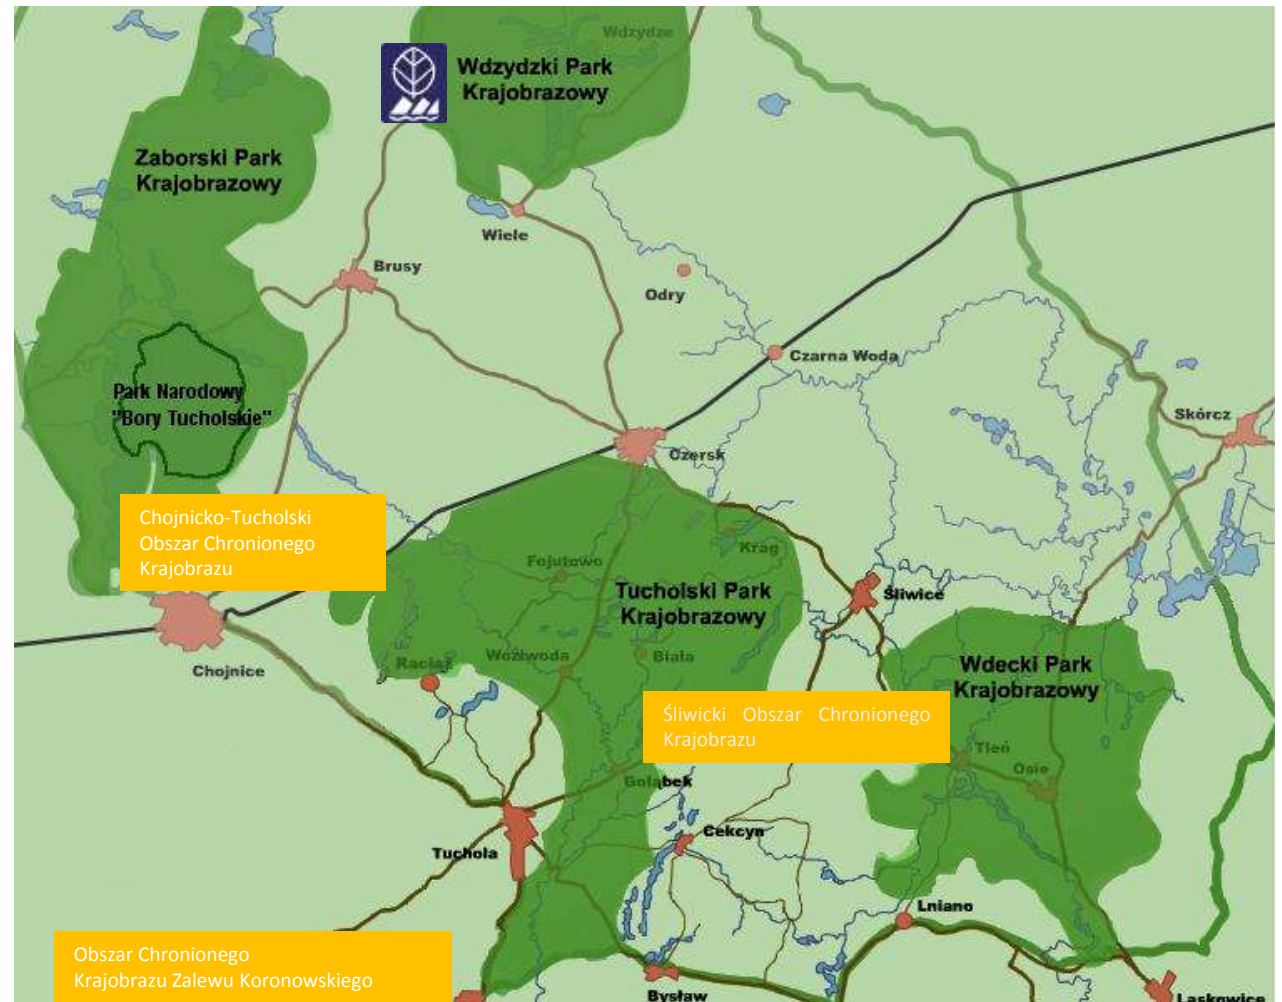 Wdzydze
Wdzydzki Park
Krajobrazowy
Zaborski Park
Krajobrazowy
Wiele
Brusy
Odry
Czarna Woda
Park Narodowy
"Bory Tucholskie"
Skórcz
Czersk
Chojnicko-Tucholski
Obszar Chronionego
Krajobrazu
Krąg
Fojutowo
Tucholski Park
Krajobrazowy
Śliwice
Chojnice
Raciąż
Woziwoda
Biała
Wdecki Park
Krajobrazowy
Śliwicki Obszar Chronionego
Krajobrazu
Tleń
Osie
Gołąbek
Cekcyn
Tuchola
Lniano
Obszar Chronionego
Krajobrazu Zalewu Koronowskiego
Bysław
Laskowice